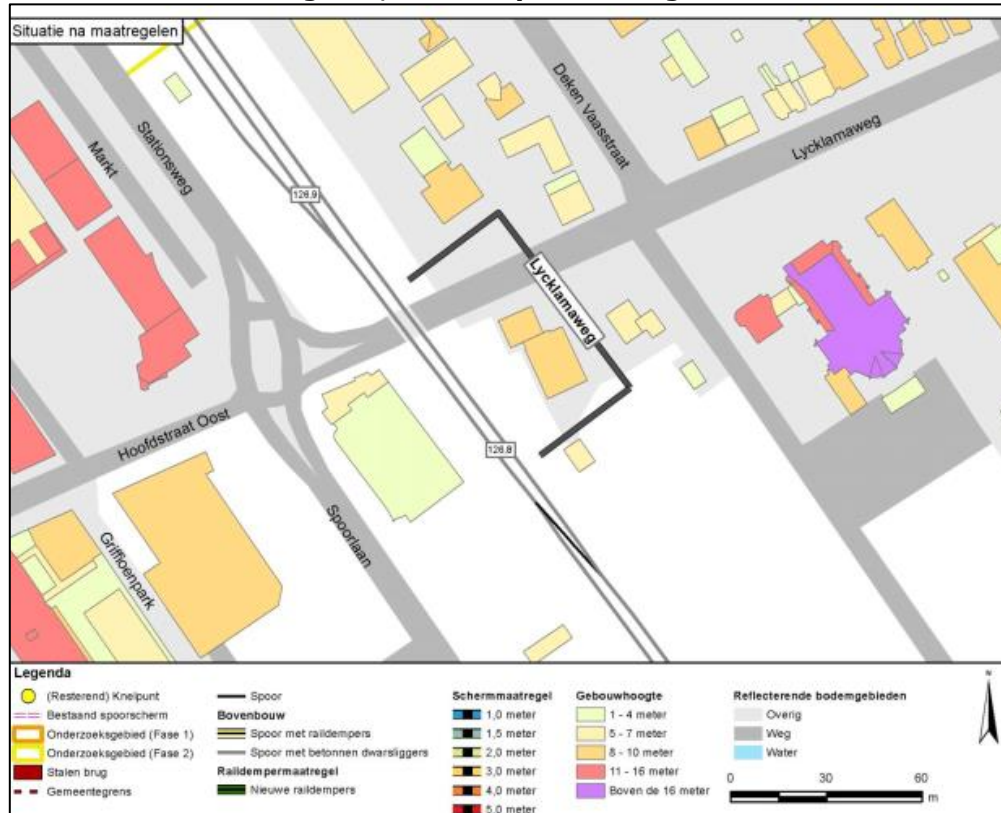 Situatie na maatregelen
Markt
Stationsweg
Deken Vaasstraat
Lycklamaweg
126,9
Lycklamaweg
Hoofdstraat Oost
126,8
Spoorlaan
Griffioenpark
Legenda
(Resterend) Knelpunt
Bestaand spoorscherm
Onderzoeksgebied (Fase 1)
Onderzoeksgebied (Fase 2)
Stalen brug
Gemeentegrens
Spoor
Bovenbouw
Spoor met raildempers
Spoor met betonnen dwarsliggers
Raildempermaatregel
Nieuwe raildempers
Schermmaatregel
1,0 meter
1,5 meter
2,0 meter
3,0 meter
4,0 meter
5,0 meter
Gebouwhoogte
1 - 4 meter
5 - 7 meter
8 - 10 meter
11 - 16 meter
Boven de 16 meter
Reflecterende bodemgebieden
Overig
Weg
Water
N
0 30 60
m